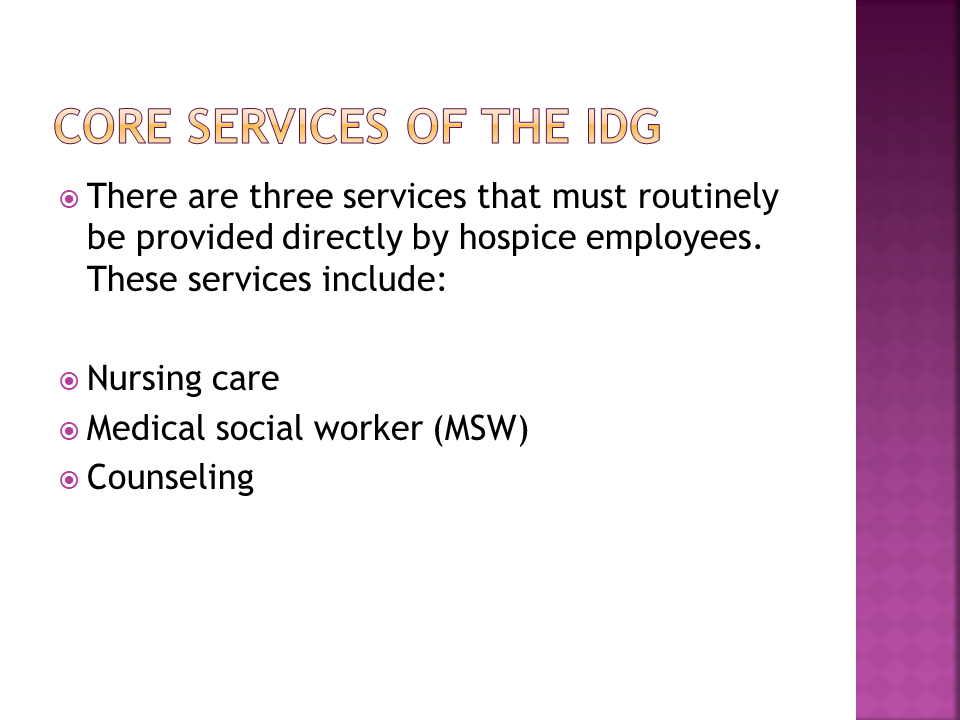 CORE SERVICES OF THE IDG
There are three services that must routinely
be provided directly by hospice employees.
These services include:
Nursing care
Medical social worker (MSW)
Counseling